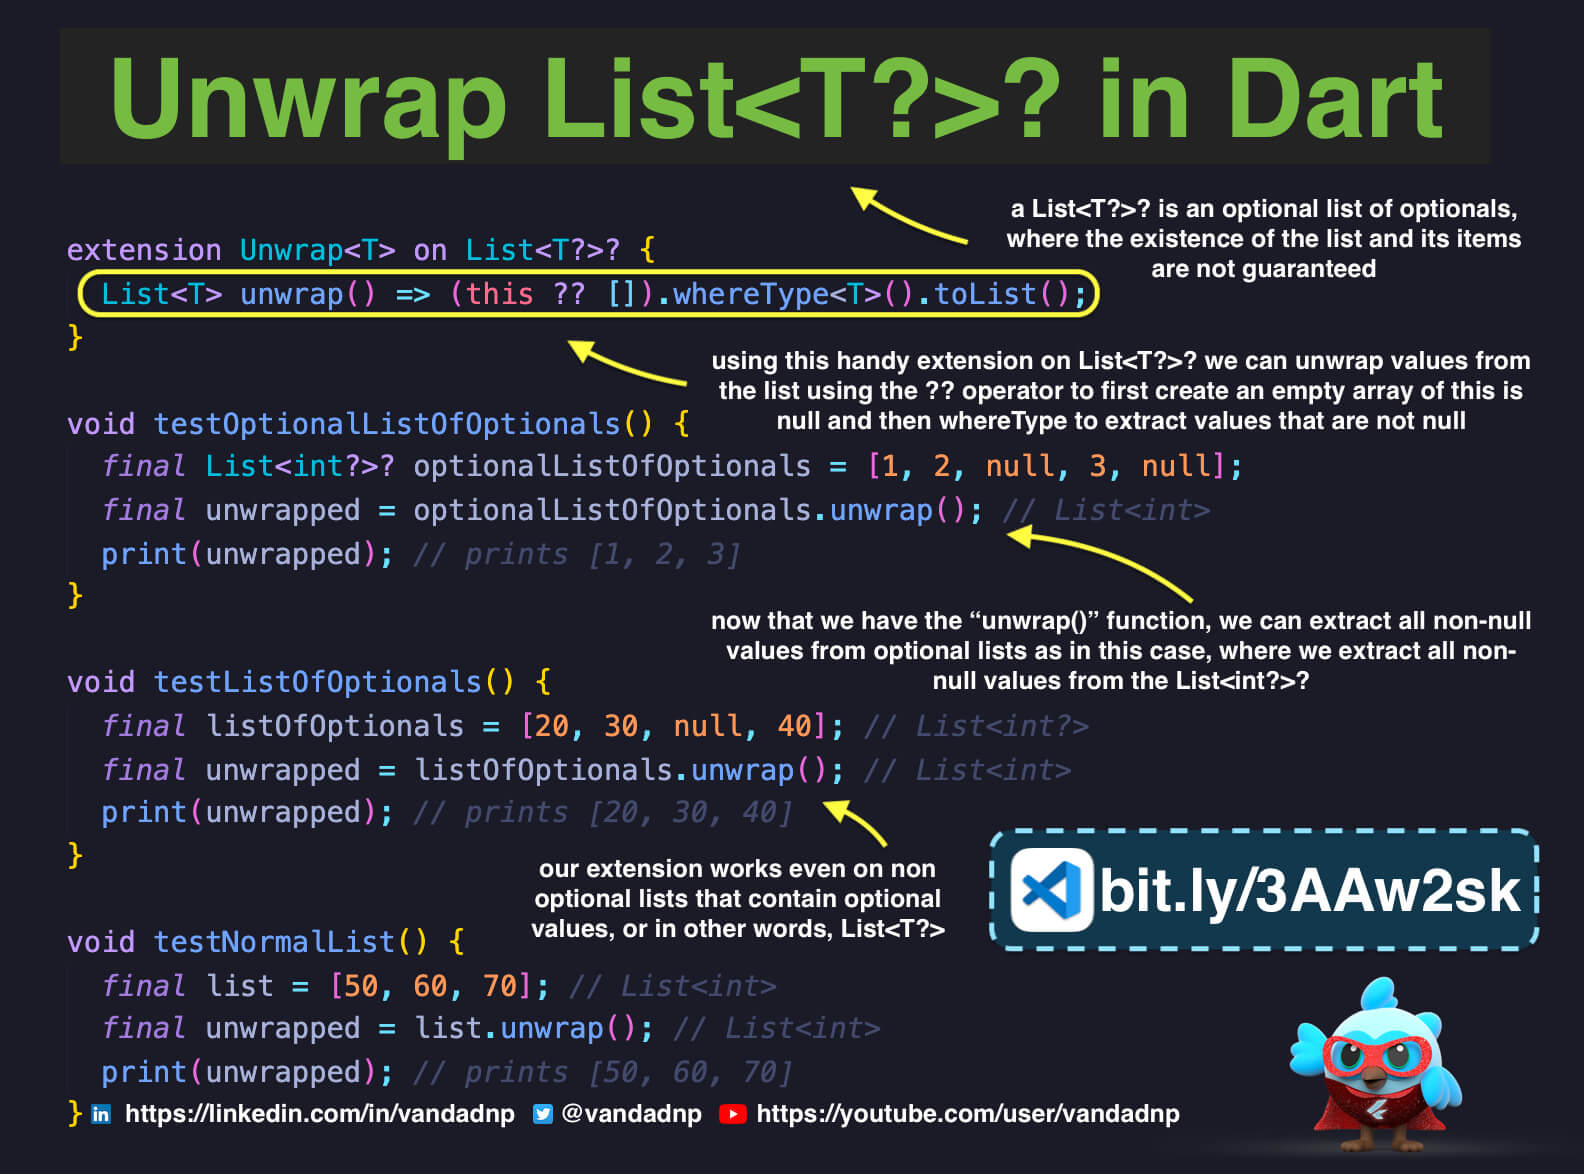 Unwrap List<T?>? in Dart
a List<T?>? is an optional list of optionals,
where the existence of the list and its items
are not guaranteed
extension Unwrap<T> on List<T?>? {
List<T> unwrap() => (this ?? []).whereType<T>().toList();
}
using this handy extension on List<T?>? we can unwrap values from
the list using the ?? operator to first create an empty array of this is
null and then whereType to extract values that are not null
void testOptionalListOfOptionals() {
final List<int?>? optionalListOfOptionals = [1, 2, null, 3, null];
final unwrapped = optionalListOfOptionals.unwrap(); // List<int>
print(unwrapped); // prints [1, 2, 3]
}
now that we have the “unwrap()” function, we can extract all non-null
values from optional lists as in this case, where we extract all non-
null values from the List<int?>?
void testListOfOptionals() {
final listOfOptionals = [20, 30, null, 40]; // List<int?>
final unwrapped = listOfOptionals.unwrap(); // List<int>
print(unwrapped); // prints [20, 30, 40]
}
our extension works even on non
optional lists that contain optional
values, or in other words, List<T?>
bit.ly/3AAw2sk
void testNormalList() {
final list = [50, 60, 70]; // List<int>
final unwrapped = list.unwrap(); // List<int>
print(unwrapped); // prints [50, 60, 70]
}
https://linkedin.com/in/vandadnp @vandadnp https://youtube.com/user/vandadnp